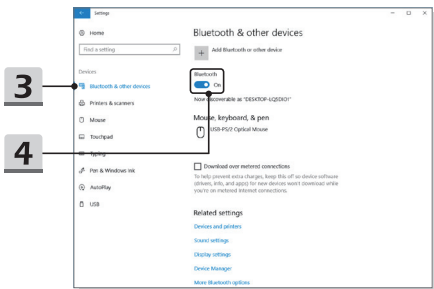 Settings
Home
Find a setting
Devices
Bluetooth & other devices
Printers & scanners
Mouse
Touchpad
Typing
Pen & Windows Ink
AutoPlay
USB
3
4
Bluetooth & other devices
Add Bluetooth or other device
Bluetooth
On
Now discoverable as "DESKTOP-LQ5DIO1"
Mouse, keyboard, & pen
USB-PS/2 Optical Mouse
Download over metered connections
To help prevent extra charges, keep this off so device software
(drivers, info, and apps) for new devices won't download while
you're on metered Internet connections.
Related settings
Devices and printers
Sound settings
Display settings
Device Manager
More Bluetooth options